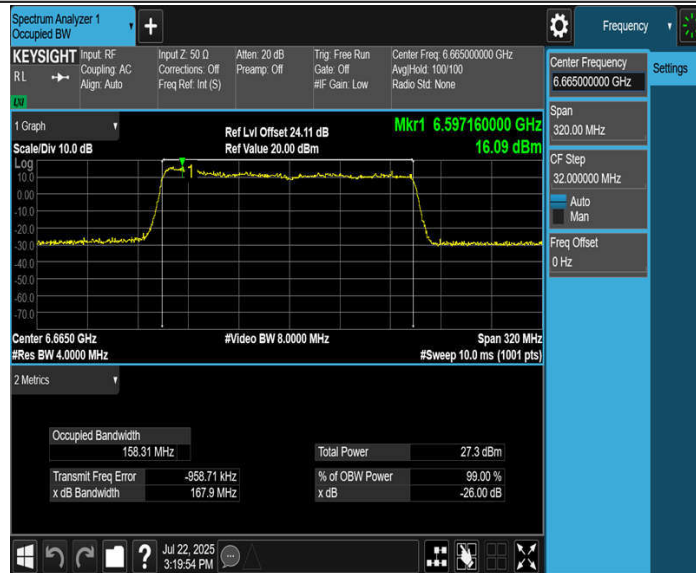 Spectrum Analyzer 1
Occupied BW
Frequency
KEYSIGHT
RL
LXI
Input: RF
Coupling: AC
Align: Auto
Input Z: 50 Ω
Corrections: Off
Freq Ref: Int (S)
Atten: 20 dB
Preamp: Off
Trig: Free Run
Gate: Off
#IF Gain: Low
Center Freq: 6.665000000 GHz
Avg|Hold: 100/100
Radio Std: None
Center Frequency
6.665000000 GHz
Settings
Span
320.00 MHz
CF Step
32.000000 MHz
Auto
Man
Freq Offset
0 Hz
1 Graph
Scale/Div 10.0 dB
Ref Lvl Offset 24.11 dB
Ref Value 20.00 dBm
Mkr1 6.597160000 GHz
16.09 dBm
Log
10.0
0.00
-10.0
-20.0
-30.0
-40.0
-50.0
-60.0
-70.0
1
Center 6.6650 GHz
#Res BW 4.0000 MHz
#Video BW 8.0000 MHz
Span 320 MHz
#Sweep 10.0 ms (1001 pts)
2 Metrics
Occupied Bandwidth
158.31 MHz
Total Power 27.3 dBm
Transmit Freq Error -958.71 kHz
% of OBW Power 99.00 %
x dB Bandwidth 167.9 MHz
x dB -26.00 dB
?
Jul 22, 2025
3:19:54 PM